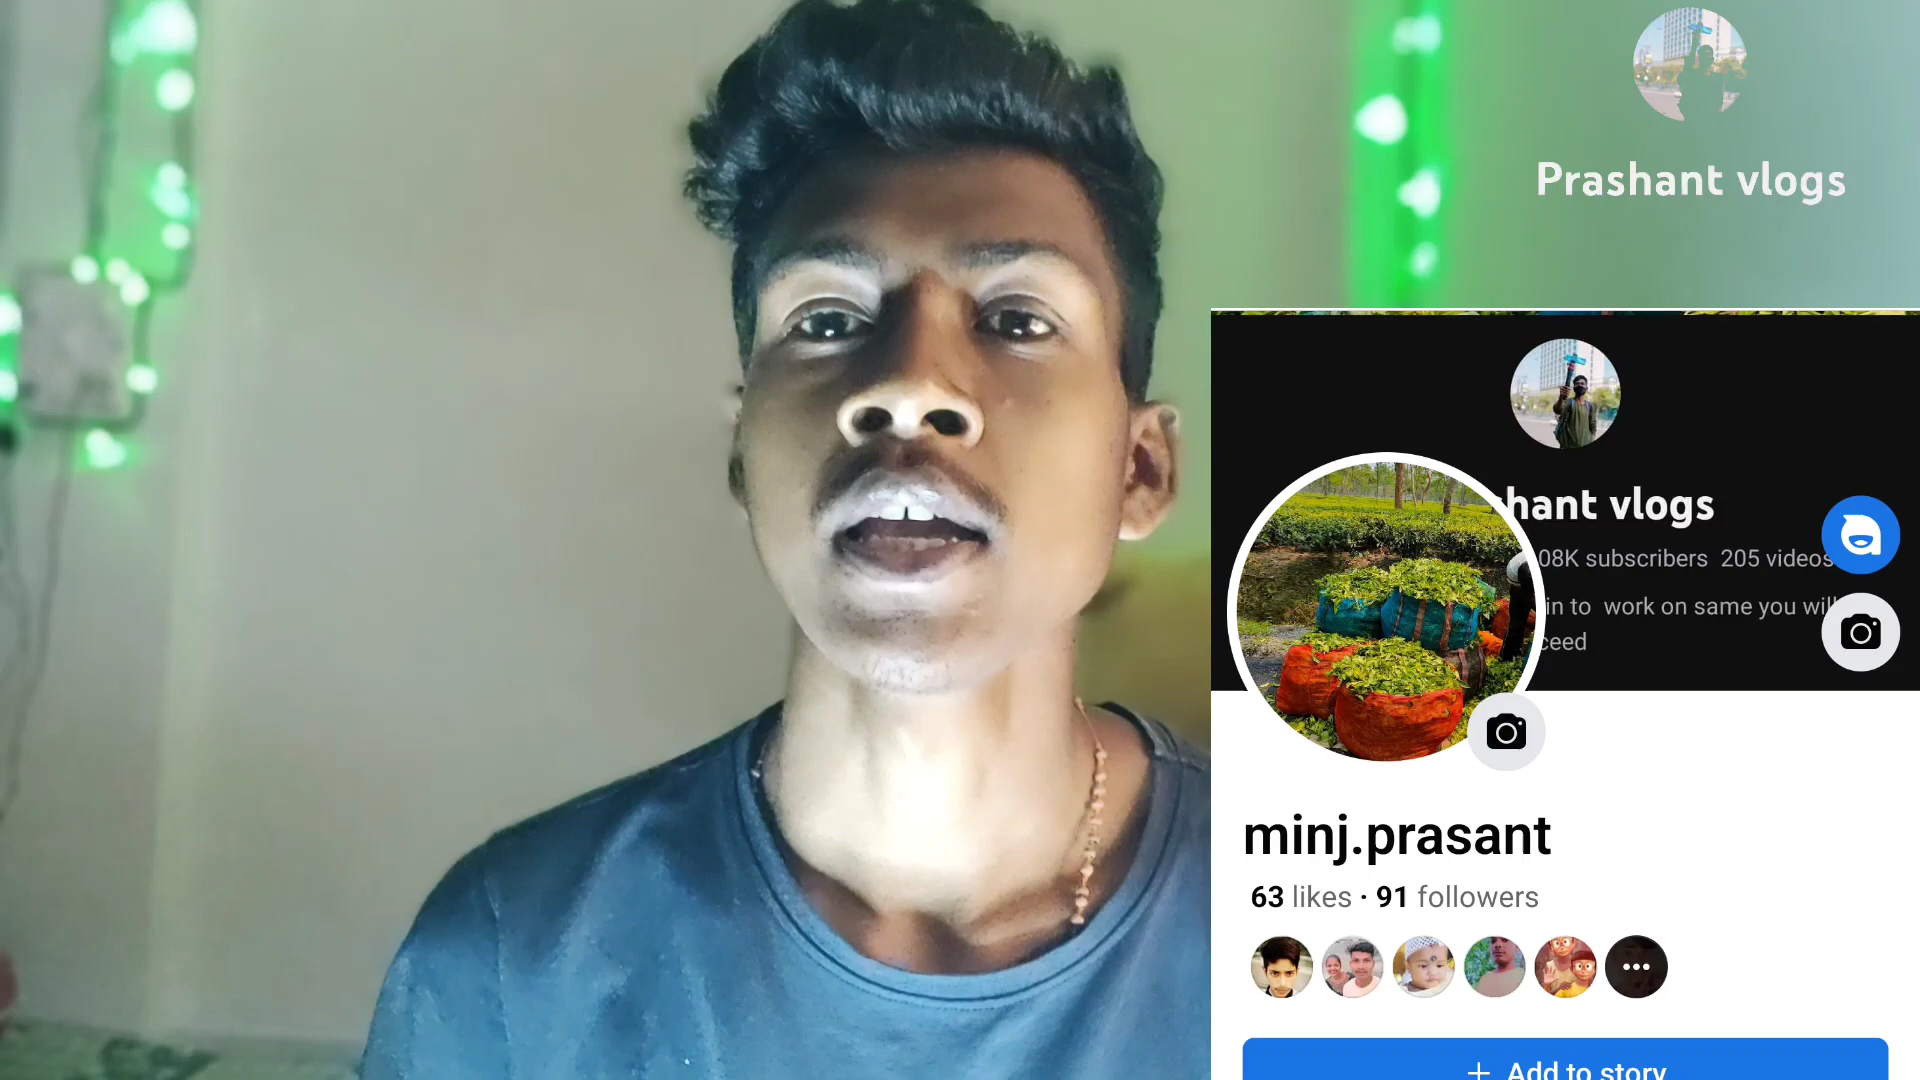 Prashant vlogs
hant vlogs
08K subscribers 205 videos
in to work on same you will
ceed
minj.prasant
63 likes · 91 followers
+ Add to story